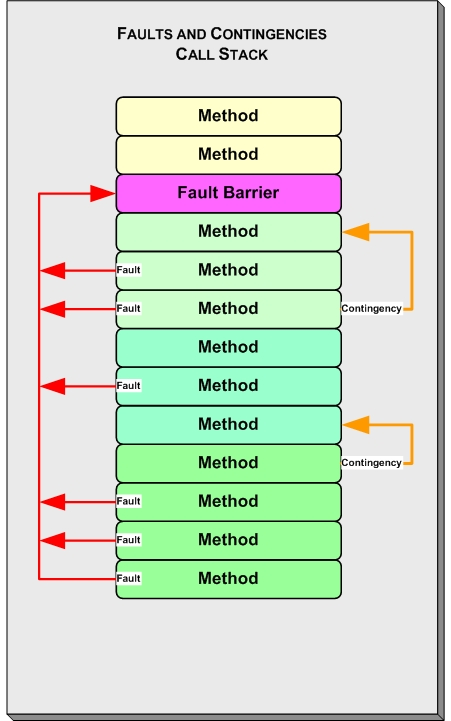 FAULTS AND CONTINGENCIES
CALL STACK
Method
Method
Fault Barrier
Method
Fault Method
Fault Method Contingency
Method
Fault Method
Method
Method Contingency
Fault Method
Fault Method
Fault Method